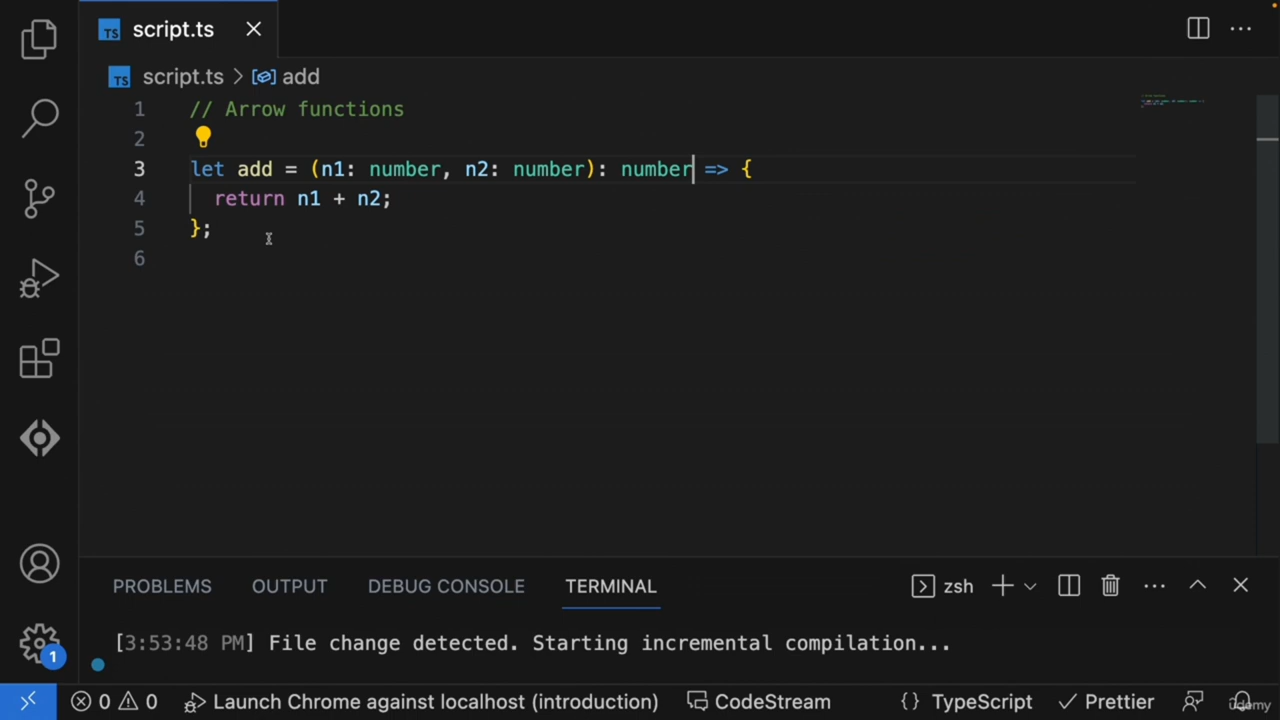 TS script.ts
TS script.ts > add
1 // Arrow functions
2
3 let add = (n1: number, n2: number): number => {
4 return n1 + n2;
5 };
6
PROBLEMS OUTPUT DEBUG CONSOLE TERMINAL zsh
[3:53:48 PM] File change detected. Starting incremental compilation...
1
0 0 Launch Chrome against localhost (introduction) CodeStream {} TypeScript Prettier
udemy